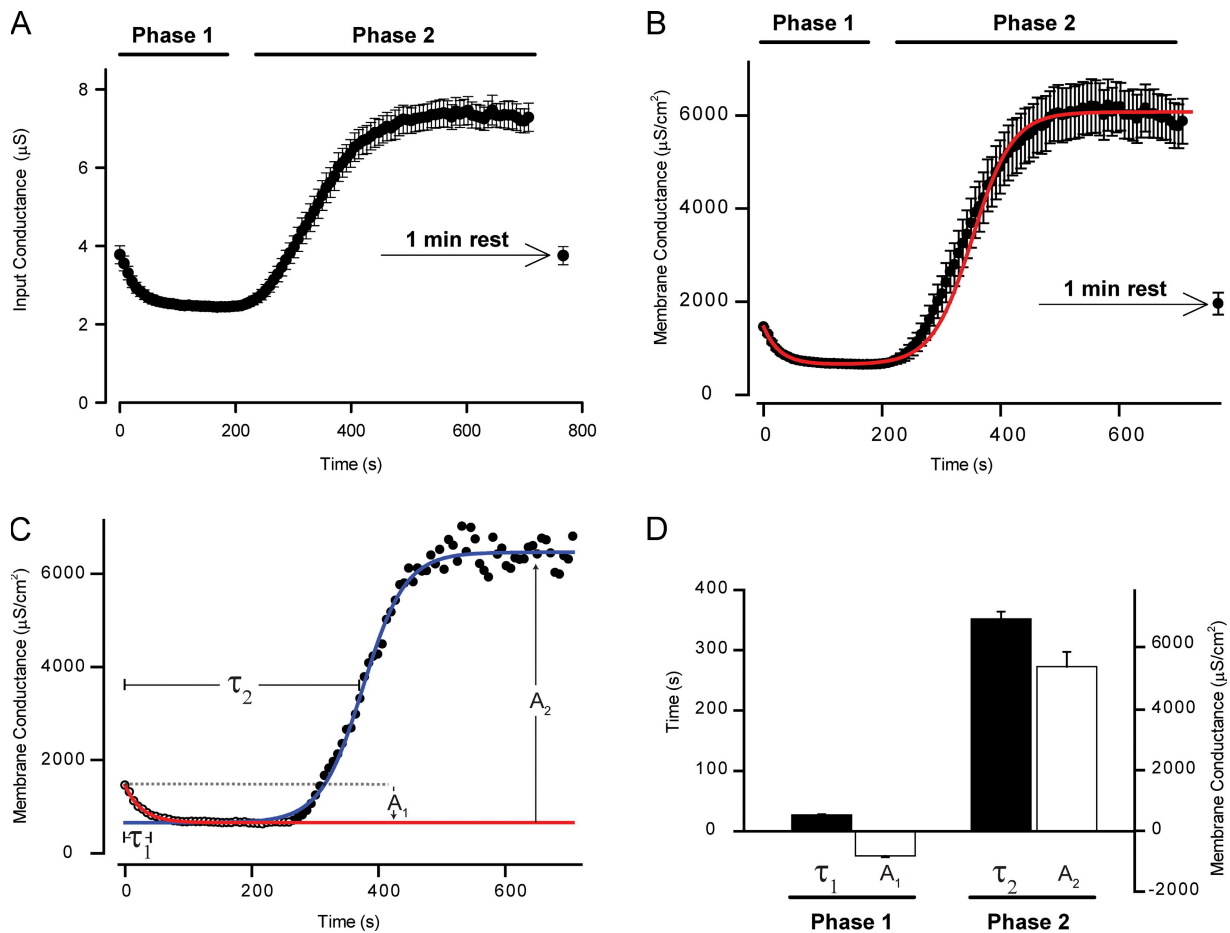 A
Phase 1
Phase 2
8
6
4
2
0
Input Conductance (μS)
1 min rest
0
200
400
600
800
Time (s)
B
Phase 1
Phase 2
6000
4000
2000
0
Membrane Conductance (μS/cm²)
1 min rest
0
200
400
600
Time (s)
C
6000
4000
2000
0
Membrane Conductance (μS/cm²)
τ₂
A₂
A₁
τ₁
0
200
400
600
Time (s)
D
400
300
200
100
0
Time (s)
6000
4000
2000
0
-2000
Membrane Conductance (μS/cm²)
τ₁
A₁
τ₂
A₂
Phase 1
Phase 2